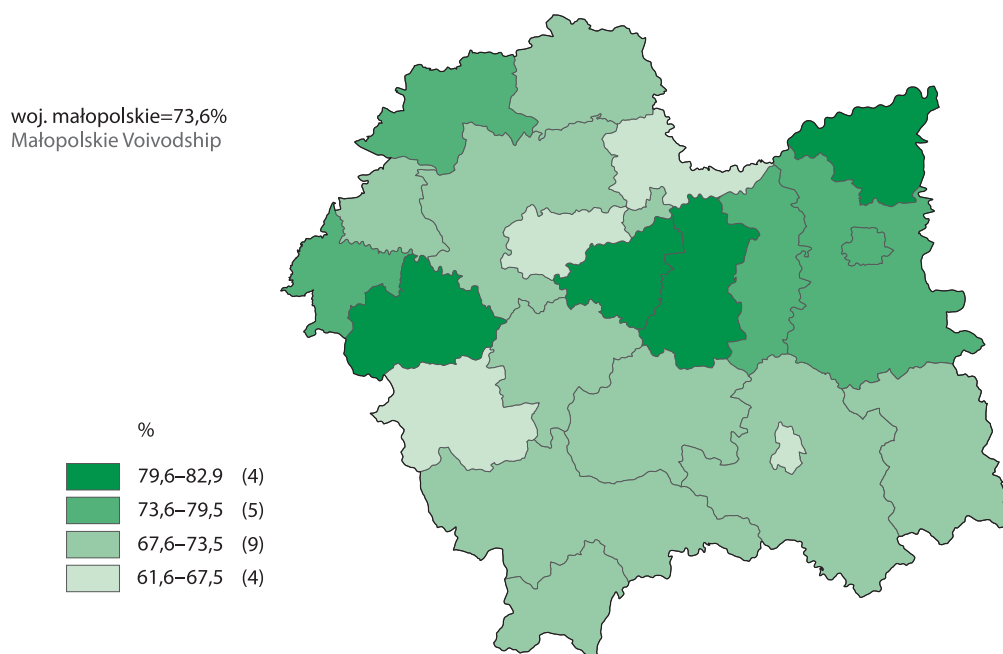 woj. małopolskie=73,6%
Małopolskie Voivodship
%
79,6–82,9 (4)
73,6–79,5 (5)
67,6–73,5 (9)
61,6–67,5 (4)